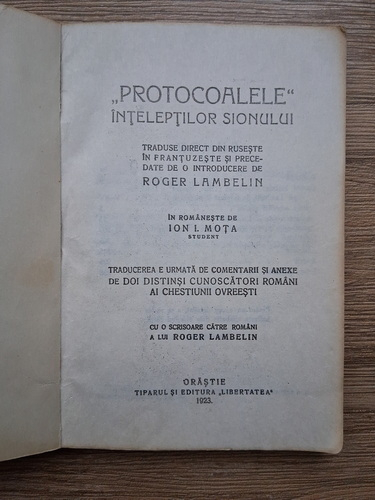 „PROTOCOALELE“
ÎNȚELEPȚILOR SIONULUI
TRADUSE DIRECT DIN RUSEȘTE
ÎN FRANȚUZEȘTE ȘI PRECE-
DATE DE O INTRODUCERE DE
ROGER LAMBELIN
ÎN ROMÂNEȘTE DE
ION I. MOȚA
STUDENT
TRADUCEREA E URMATĂ DE COMENTARII ȘI ANEXE
DE DOI DISTINȘI CUNOSCĂTORI ROMÂNI
AI CHESTIUNII OVREEȘTI
CU O SCRISOARE CĂTRE ROMÂNI
A LUI ROGER LAMBELIN
ORĂȘTIE
TIPARUL ȘI EDITURA „LIBERTATEA“
1923.